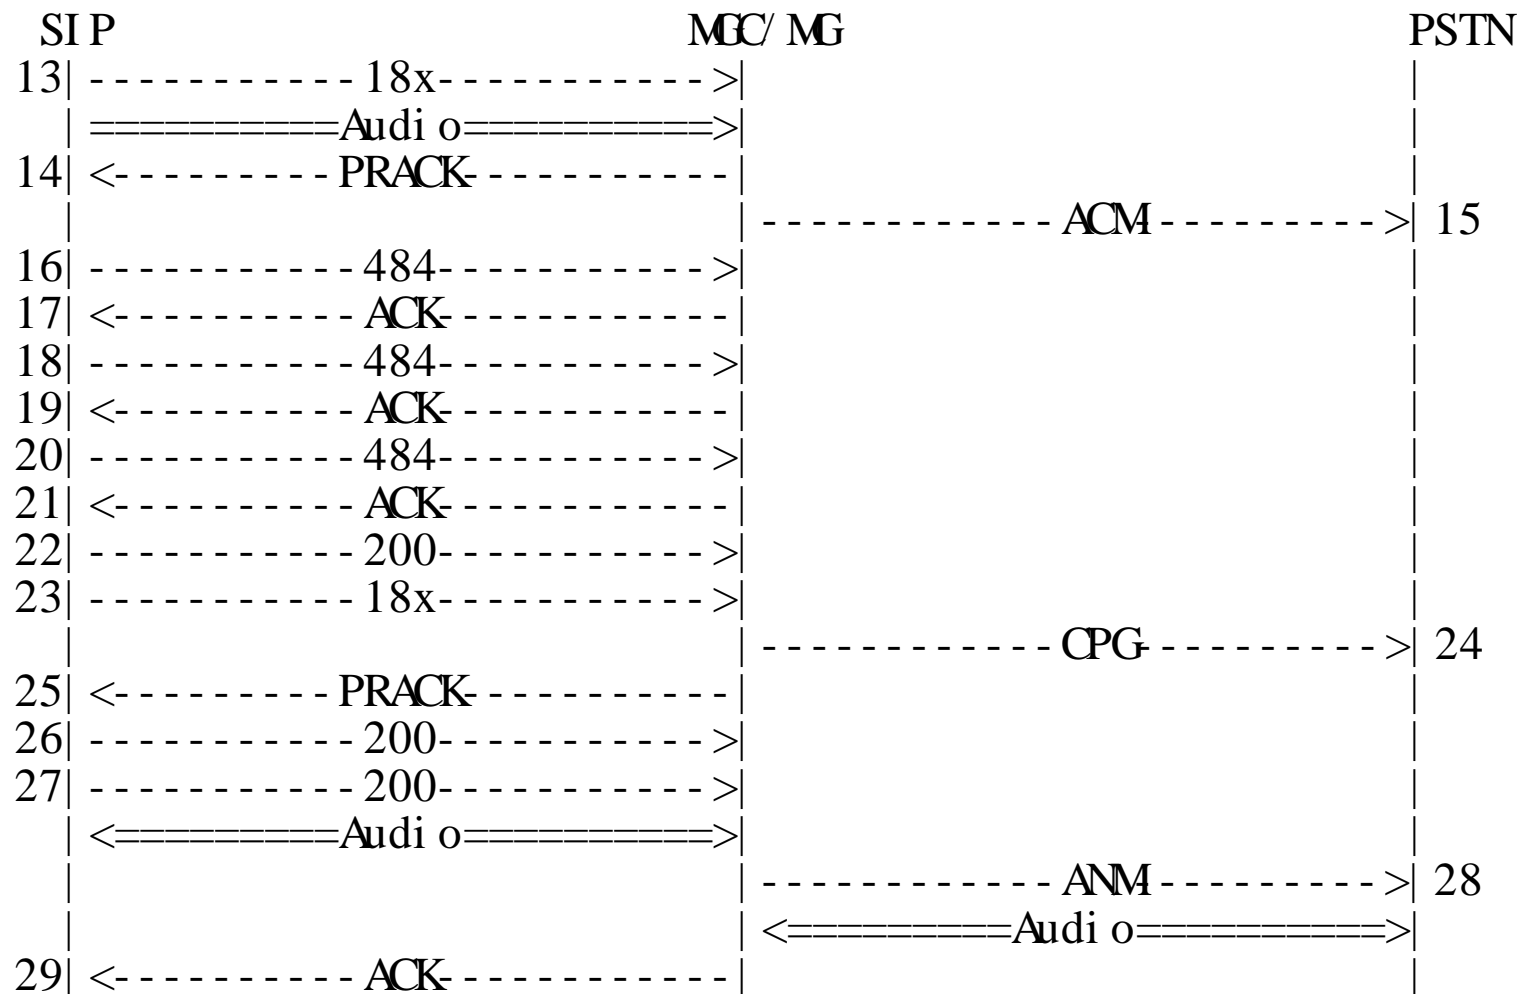 SIP MGC/MG PSTN
13|-----------18x----------->| |
|==========Audio==========>| |
14|<----------PRACK-----------| |
| |------------ACM---------->|15
16|-----------484----------->| |
17|<-----------ACK------------| |
18|-----------484----------->| |
19|<-----------ACK------------| |
20|-----------484----------->| |
21|<-----------ACK------------| |
22|-----------200----------->| |
23|-----------18x----------->| |
| |------------CPG---------->|24
25|<----------PRACK-----------| |
26|-----------200----------->| |
27|-----------200----------->| |
|<=========Audio==========>| |
| |------------ANM---------->|28
| |<=========Audio==========>|
29|<-----------ACK------------| |